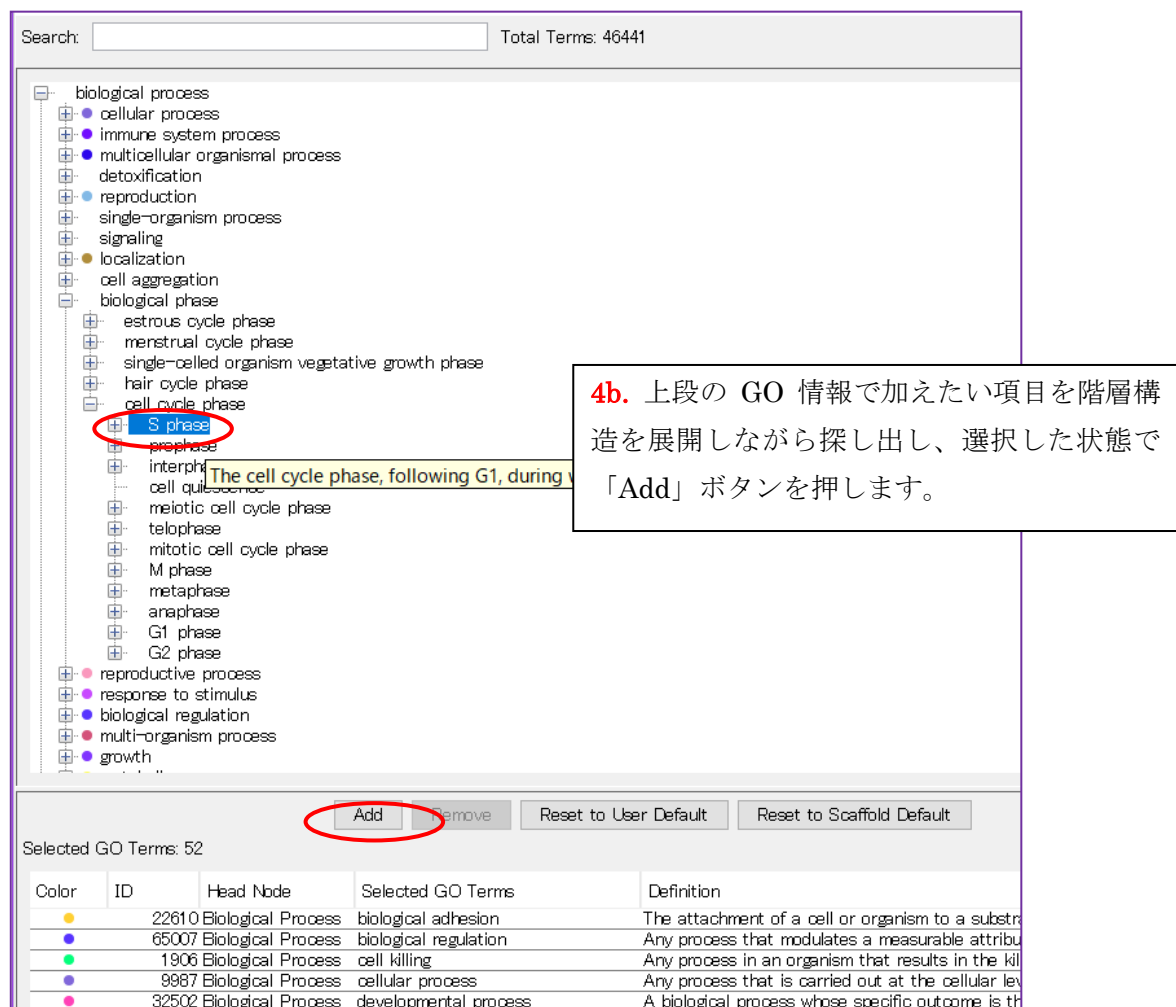 Search: Total Terms: 46441
biological process
cellular process
immune system process
multicellular organismal process
detoxification
reproduction
single-organism process
signaling
localization
cell aggregation
biological phase
estrous cycle phase
menstrual cycle phase
single-celled organism vegetative growth phase
hair cycle phase
cell cycle phase
S phase
prophase
The cell cycle phase, following G1, during
meiotic cell cycle phase
telophase
mitotic cell cycle phase
M phase
metaphase
anaphase
G1 phase
G2 phase
reproductive process
response to stimulus
biological regulation
multi-organism process
growth
4b. 上段の GO 情報で加えたい項目を階層構
造を展開しながら探し出し、選択した状態で
「Add」ボタンを押します。
Add Remove Reset to User Default Reset to Scaffold Default
Selected GO Terms: 52
Color ID Head Node Selected GO Terms Definition
22610 Biological Process biological adhesion The attachment of a cell or organism to a substra
65007 Biological Process biological regulation Any process that modulates a measurable attribu
1906 Biological Process cell killing Any process in an organism that results in the kil
9987 Biological Process cellular process Any process that is carried out at the cellular lev
32502 Biological Process developmental process A biological process whose specific outcome is th